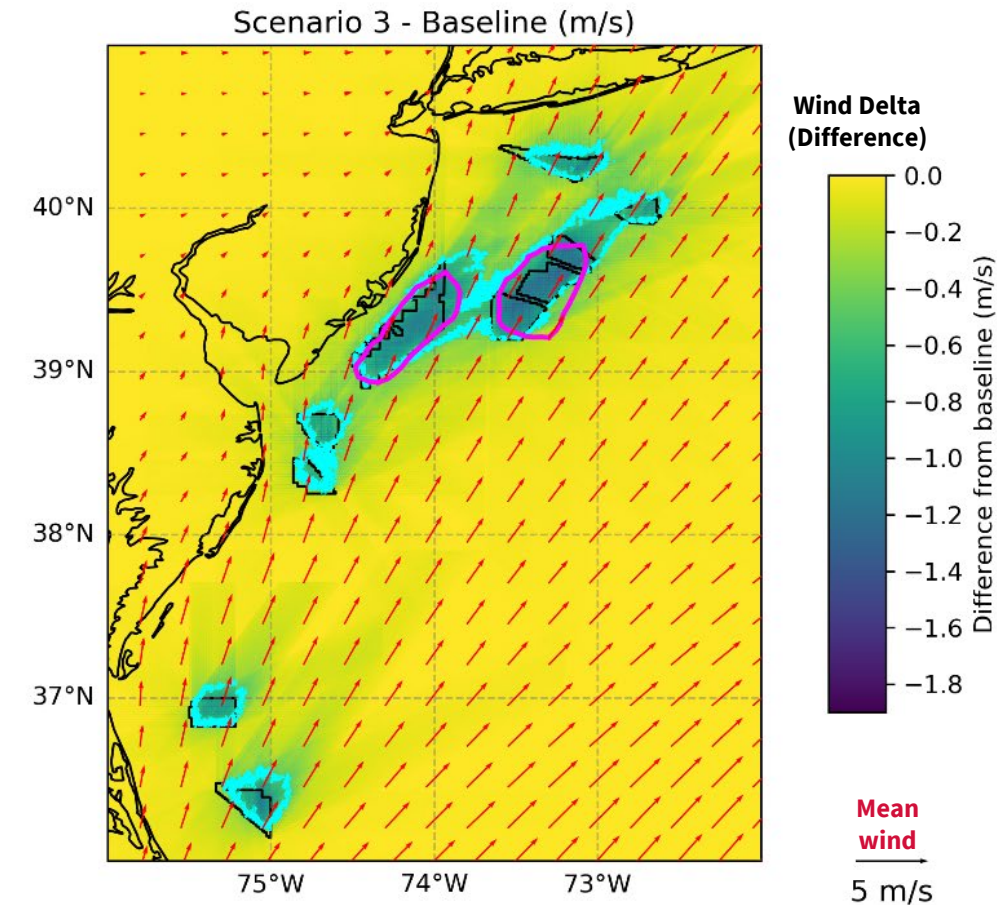 Scenario 3 - Baseline (m/s)
Wind Delta
(Difference)
0.0
−0.2
−0.4
−0.6
−0.8
−1.0
−1.2
−1.4
−1.6
−1.8
Difference from baseline (m/s)
40°N
39°N
38°N
37°N
75°W
74°W
73°W
Mean
wind
5 m/s